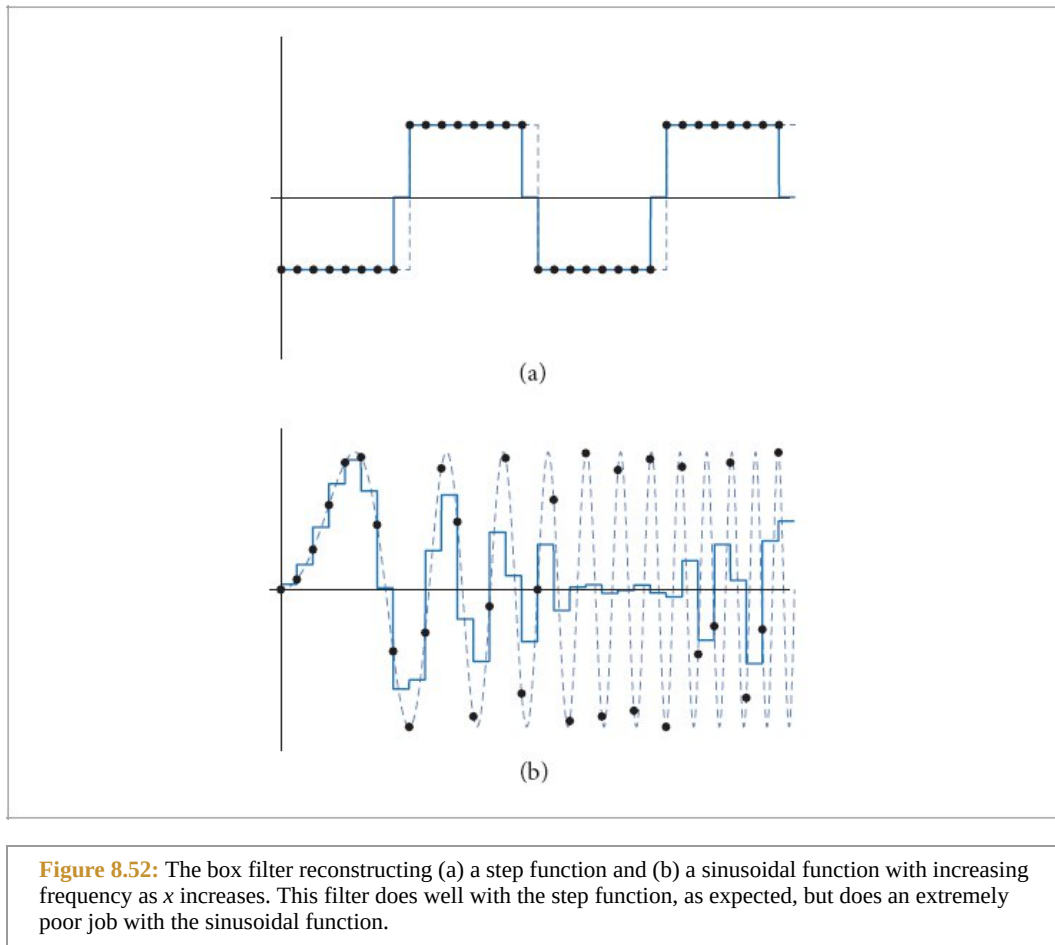 (a)
(b)
Figure 8.52: The box filter reconstructing (a) a step function and (b) a sinusoidal function with increasing
frequency as x increases. This filter does well with the step function, as expected, but does an extremely
poor job with the sinusoidal function.